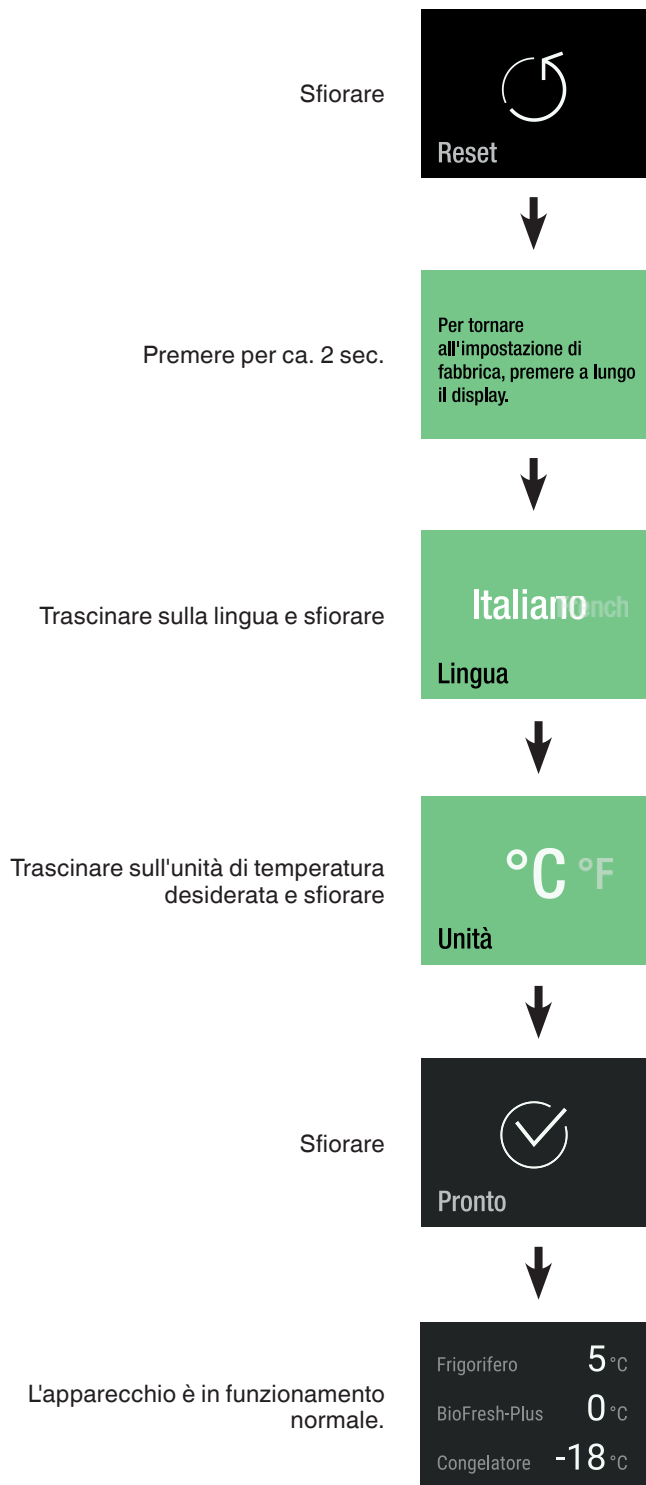 Sfiorare
Reset
Premere per ca. 2 sec.
Per tornare
all'impostazione di
fabbrica, premere a lungo
il display.
Trascinare sulla lingua e sfiorare
Italiano French
Lingua
Trascinare sull'unità di temperatura
desiderata e sfiorare
°C °F
Unità
Sfiorare
Pronto
L'apparecchio è in funzionamento
normale.
Frigorifero 5 °C
BioFresh-Plus 0 °C
Congelatore -18 °C